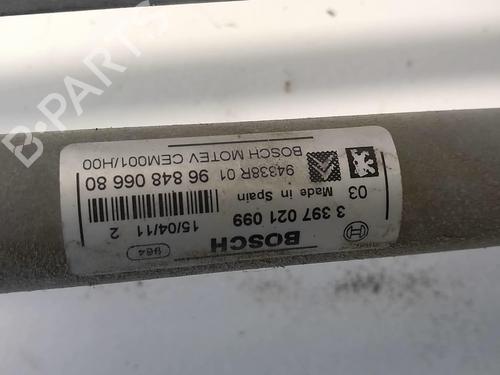 BOSCH
964
3 397 021 099
15/04/11 2
03 Made in Spain
94338R 01 96 848 066 80
BOSCH MOTEV CEM001/H00
B-PARTS